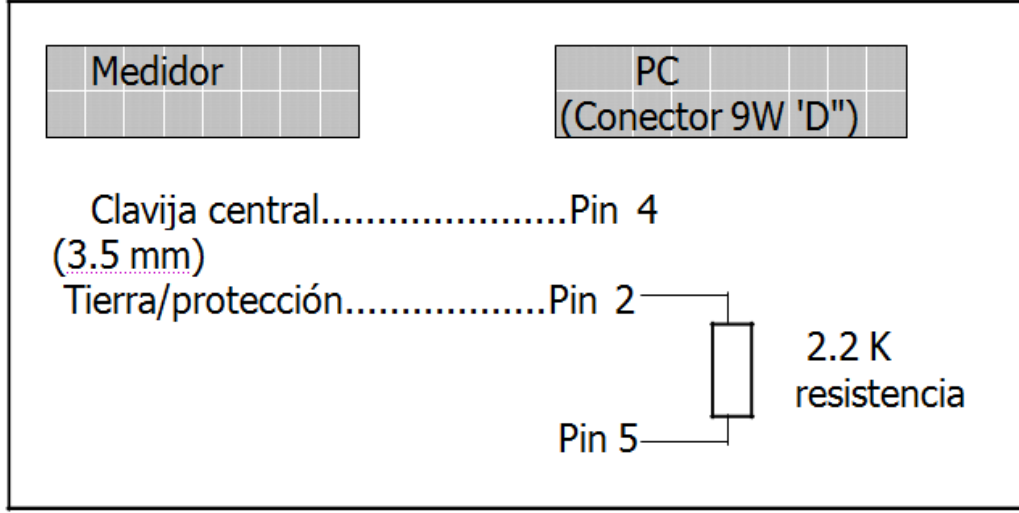 Medidor
PC
(Conector 9W 'D")
Clavija central......................Pin 4
(3.5 mm)
Tierra/protección..................Pin 2
2.2 K
resistencia
Pin 5